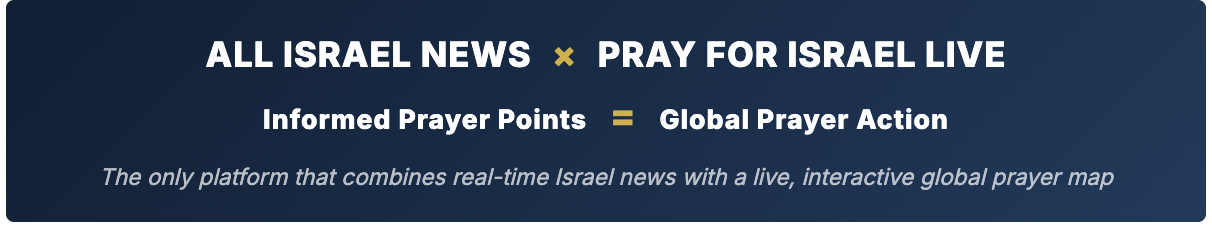 ALL ISRAEL NEWS × PRAY FOR ISRAEL LIVE
Informed Prayer Points = Global Prayer Action
The only platform that combines real-time Israel news with a live, interactive global prayer map